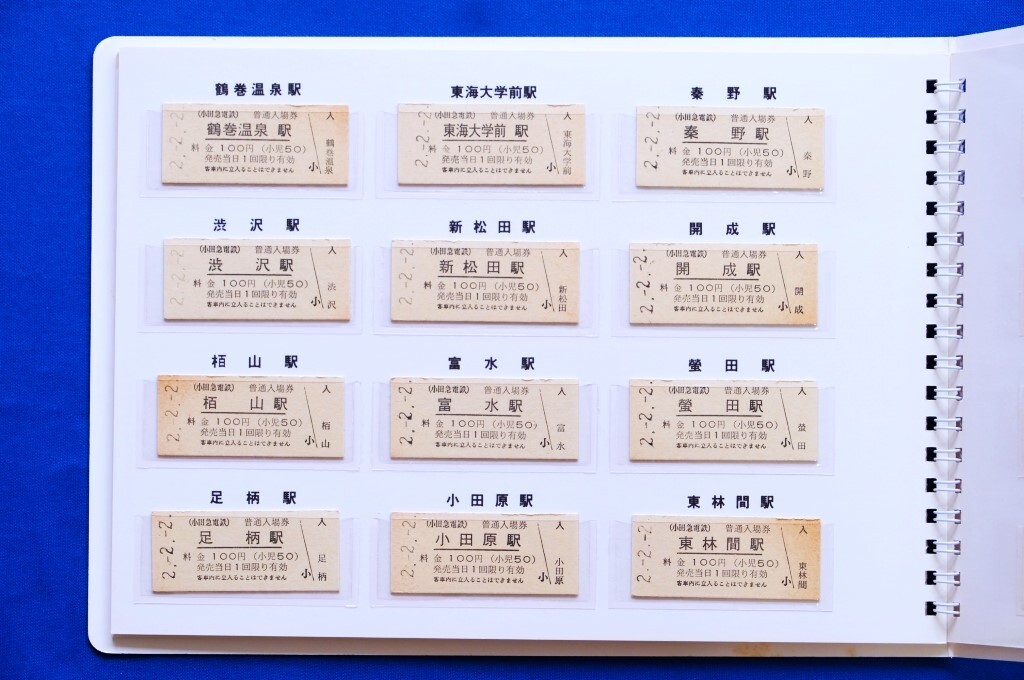 鶴巻温泉駅
2.-2.-2.
(小田急電鉄) 普通入場券
鶴巻温泉 駅
料金 100円 (小児50)
発売当日1回限り有効
客車内に立入ることはできません
入
鶴巻温泉
小
東海大学前駅
2.-2.-2.
(小田急電鉄) 普通入場券
東海大学前 駅
料金 100円 (小児50)
発売当日1回限り有効
客車内に立入ることはできません
入
東海大学前
小
秦野駅
2.-2.-2.
(小田急電鉄) 普通入場券
秦野駅
料金 100円 (小児50)
発売当日1回限り有効
客車内に立入ることはできません
入
秦野
小
渋沢駅
2.-2.-2.
(小田急電鉄) 普通入場券
渋沢駅
料金 100円 (小児50)
発売当日1回限り有効
客車内に立入ることはできません
入
渋沢
小
新松田駅
2.-2.-2.
(小田急電鉄) 普通入場券
新松田駅
料金 100円 (小児50)
発売当日1回限り有効
客車内に立入ることはできません
入
新松田
小
開成駅
2.-2.-2.
(小田急電鉄) 普通入場券
開成駅
料金 100円 (小児50)
発売当日1回限り有効
客車内に立入ることはできません
入
開成
小
栢山駅
2.-2.-2.
(小田急電鉄) 普通入場券
栢山駅
料金 100円 (小児50)
発売当日1回限り有効
客車内に立入ることはできません
入
栢山
小
富水駅
2.-2.-2.
(小田急電鉄) 普通入場券
富水駅
料金 100円 (小児50)
発売当日1回限り有効
客車内に立入ることはできません
入
富水
小
螢田駅
2.-2.-2.
(小田急電鉄) 普通入場券
螢田駅
料金 100円 (小児50)
発売当日1回限り有効
客車内に立入ることはできません
入
螢田
小
足柄駅
2.-2.-2.
(小田急電鉄) 普通入場券
足柄駅
料金 100円 (小児50)
発売当日1回限り有効
客車内に立入ることはできません
入
足柄
小
小田原駅
2.-2.-2.
(小田急電鉄) 普通入場券
小田原駅
料金 100円 (小児50)
発売当日1回限り有効
客車内に立入ることはできません
入
小田原
小
東林間駅
2.-2.-2.
(小田急電鉄) 普通入場券
東林間駅
料金 100円 (小児50)
発売当日1回限り有効
客車内に立入ることはできません
入
東林間
小